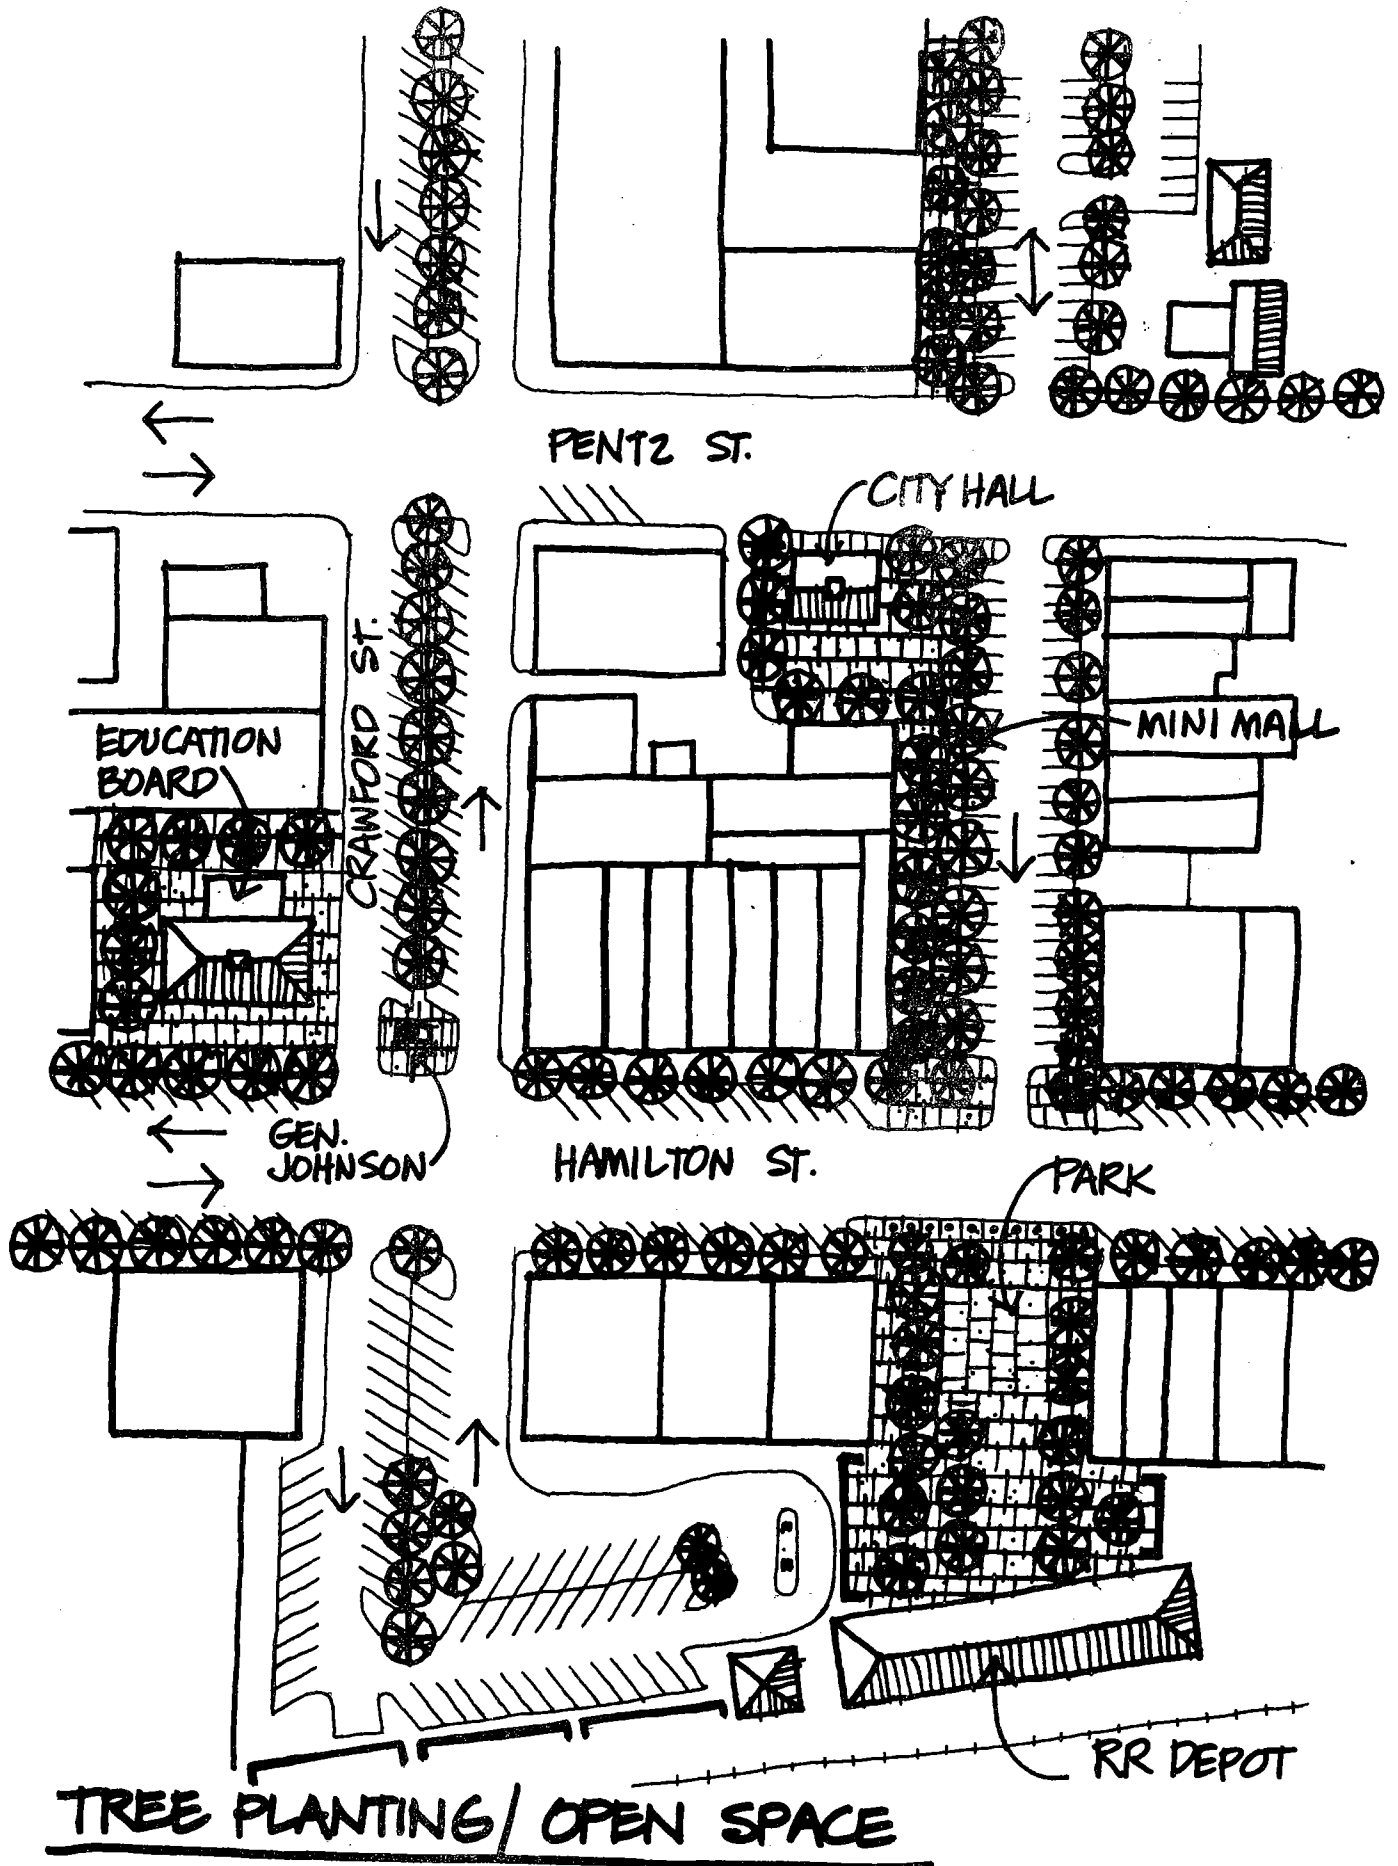 PENTZ ST.
CITY HALL
CRAWFORD ST.
MINI MALL
EDUCATION
BOARD
GEN.
JOHNSON
HAMILTON ST.
PARK
RR DEPOT
TREE PLANTING/ OPEN SPACE